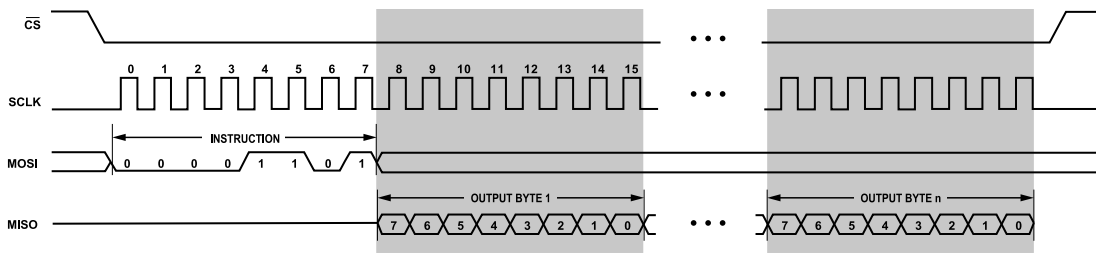 CS
0 1 2 3 4 5 6 7 8 9 10 11 12 13 14 15
SCLK
INSTRUCTION
MOSI 0 0 0 0 1 1 0 1
OUTPUT BYTE 1 OUTPUT BYTE n
MISO 7 6 5 4 3 2 1 0 7 6 5 4 3 2 1 0